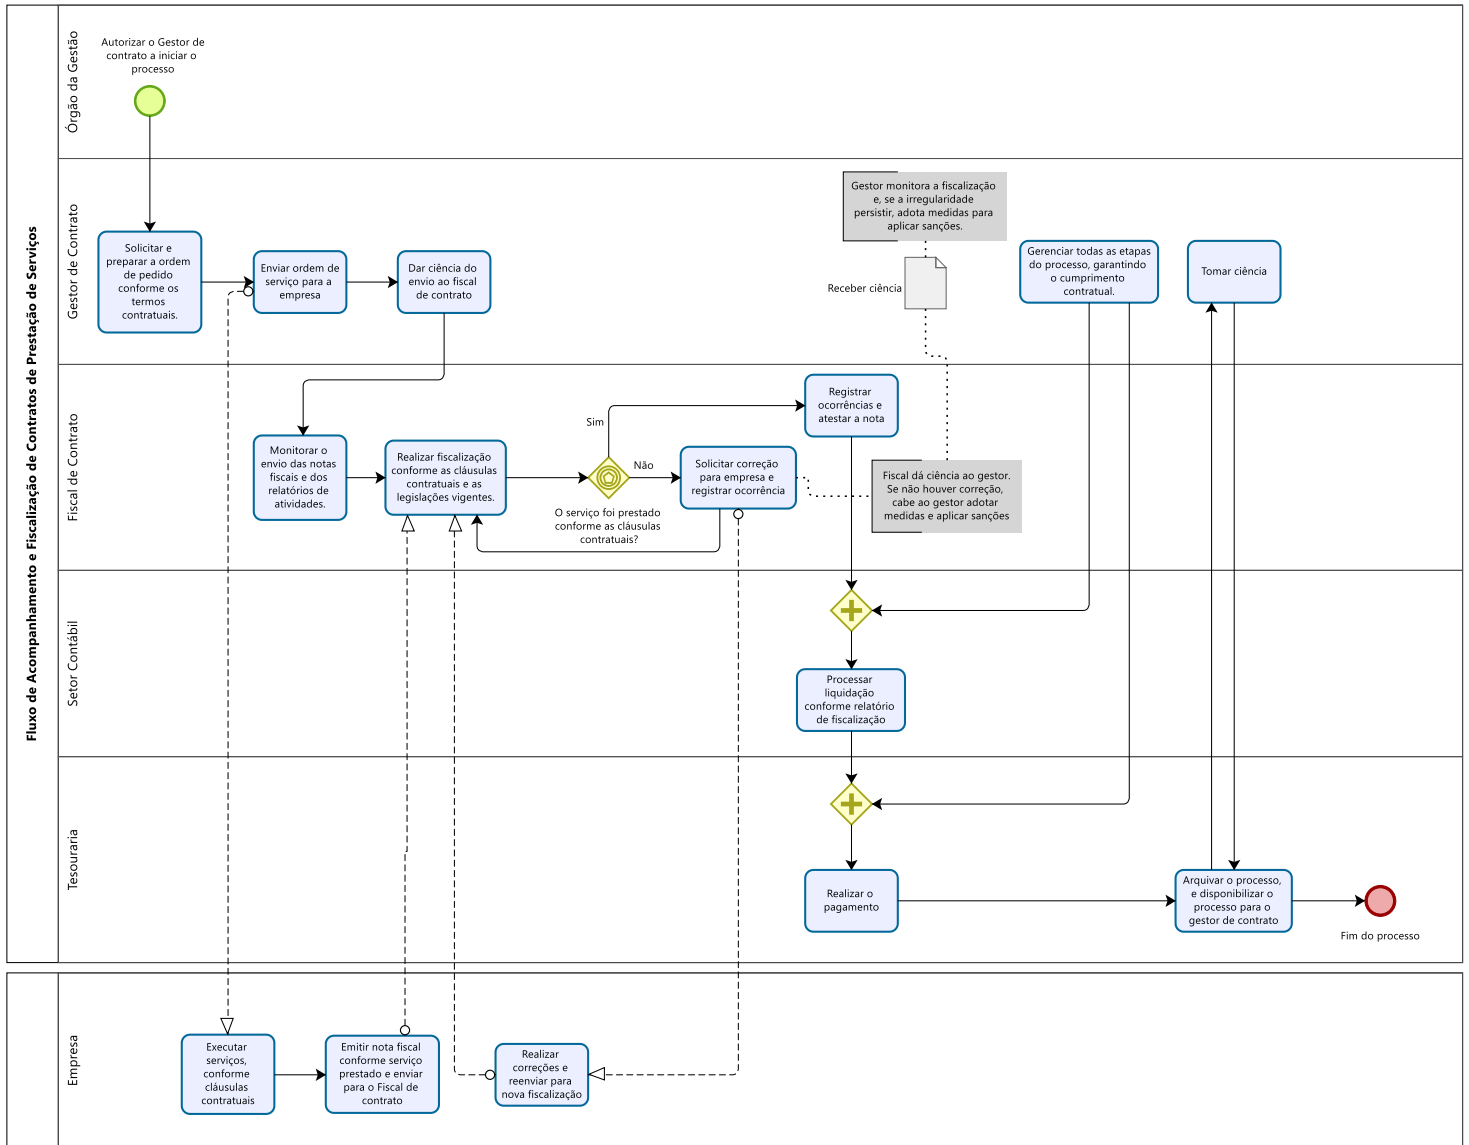 Fluxo de Acompanhamento e Fiscalização de Contratos de Prestação de Serviços
Órgão da Gestão
Autorizar o Gestor de
contrato a iniciar o
processo
Gestor de Contrato
Solicitar e
preparar a ordem
de pedido
conforme os
termos
contratuais.
Enviar ordem de
serviço para a
empresa
Dar ciência do
envio ao fiscal
de contrato
Gestor monitora a fiscalização
e, se a irregularidade
persistir, adota medidas para
aplicar sanções.
Receber ciência
Gerenciar todas as etapas
do processo, garantindo
o cumprimento
contratual.
Tomar ciência
Fiscal de Contrato
Monitorar o
envio das notas
fiscais e dos
relatórios de
atividades.
Realizar fiscalização
conforme as cláusulas
contratuais e as
legislações vigentes.
Sim
Não
O serviço foi prestado
conforme as cláusulas
contratuais?
Solicitar correção
para empresa e
registrar ocorrência
Registrar
ocorrências e
atestar a nota
Fiscal dá ciência ao gestor.
Se não houver correção,
cabe ao gestor adotar
medidas e aplicar sanções
Setor Contábil
Processar
liquidação
conforme relatório
de fiscalização
Tesouraria
Realizar o
pagamento
Arquivar o processo,
e disponibilizar o
processo para o
gestor de contrato
Fim do processo
Empresa
Executar
serviços,
conforme
cláusulas
contratuais
Emitir nota fiscal
conforme serviço
prestado e enviar
para o Fiscal de
contrato
Realizar
correções e
reenviar para
nova fiscalização